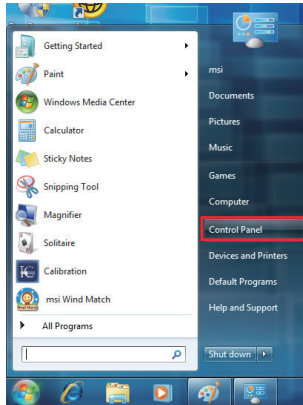 Getting Started
Paint
Windows Media Center
Calculator
Sticky Notes
Snipping Tool
Magnifier
Solitaire
Calibration
msi Wind Match
All Programs
msi
Documents
Pictures
Music
Games
Computer
Control Panel
Devices and Printers
Default Programs
Help and Support
Shut down